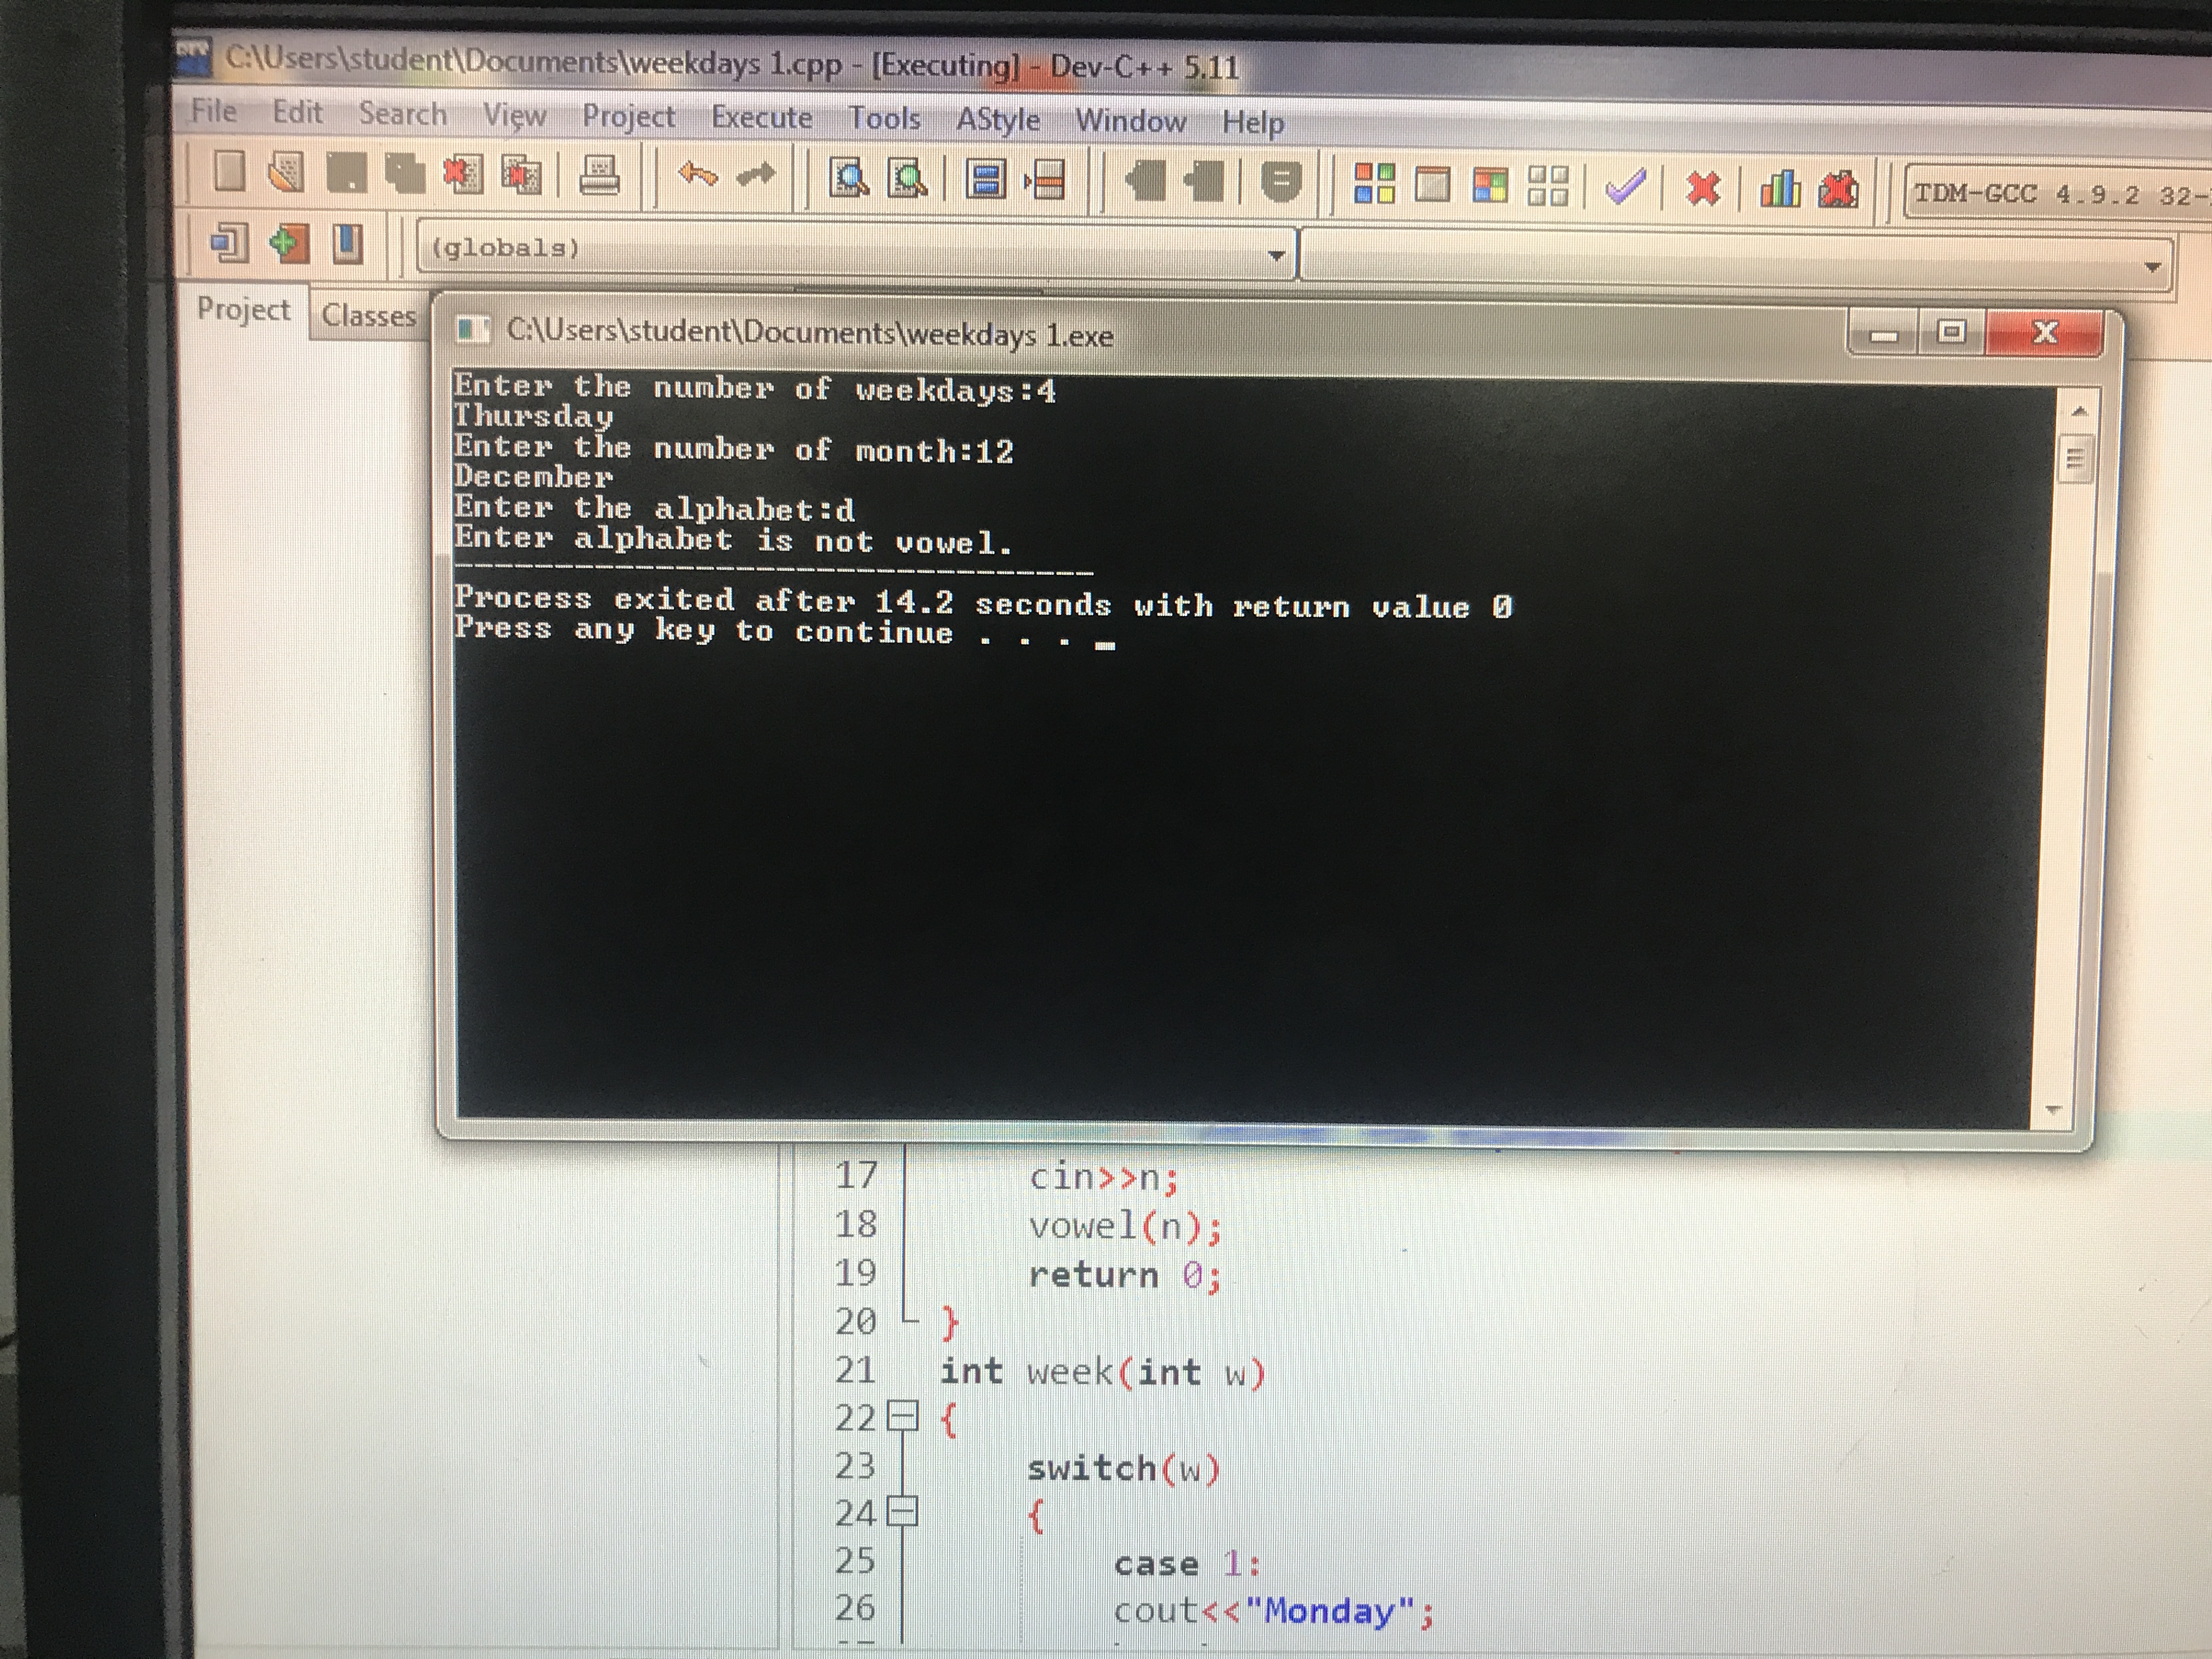 C:\Users\student\Documents\weekdays 1.cpp - [Executing] - Dev-C++ 5.11
File Edit Search View Project Execute Tools AStyle Window Help
TDM-GCC 4.9.2 32-
(globals)
Project Classes
C:\Users\student\Documents\weekdays 1.exe
Enter the number of weekdays:4
Thursday
Enter the number of month:12
December
Enter the alphabet:d
Enter alphabet is not vowel.
--------------------------------
Process exited after 14.2 seconds with return value 0
Press any key to continue . . . _
17 cin>>n;
18 vowel(n);
19 return 0;
20 }
21 int week(int w)
22 {
23 switch(w)
24 {
25 case 1:
26 cout<<"Monday";